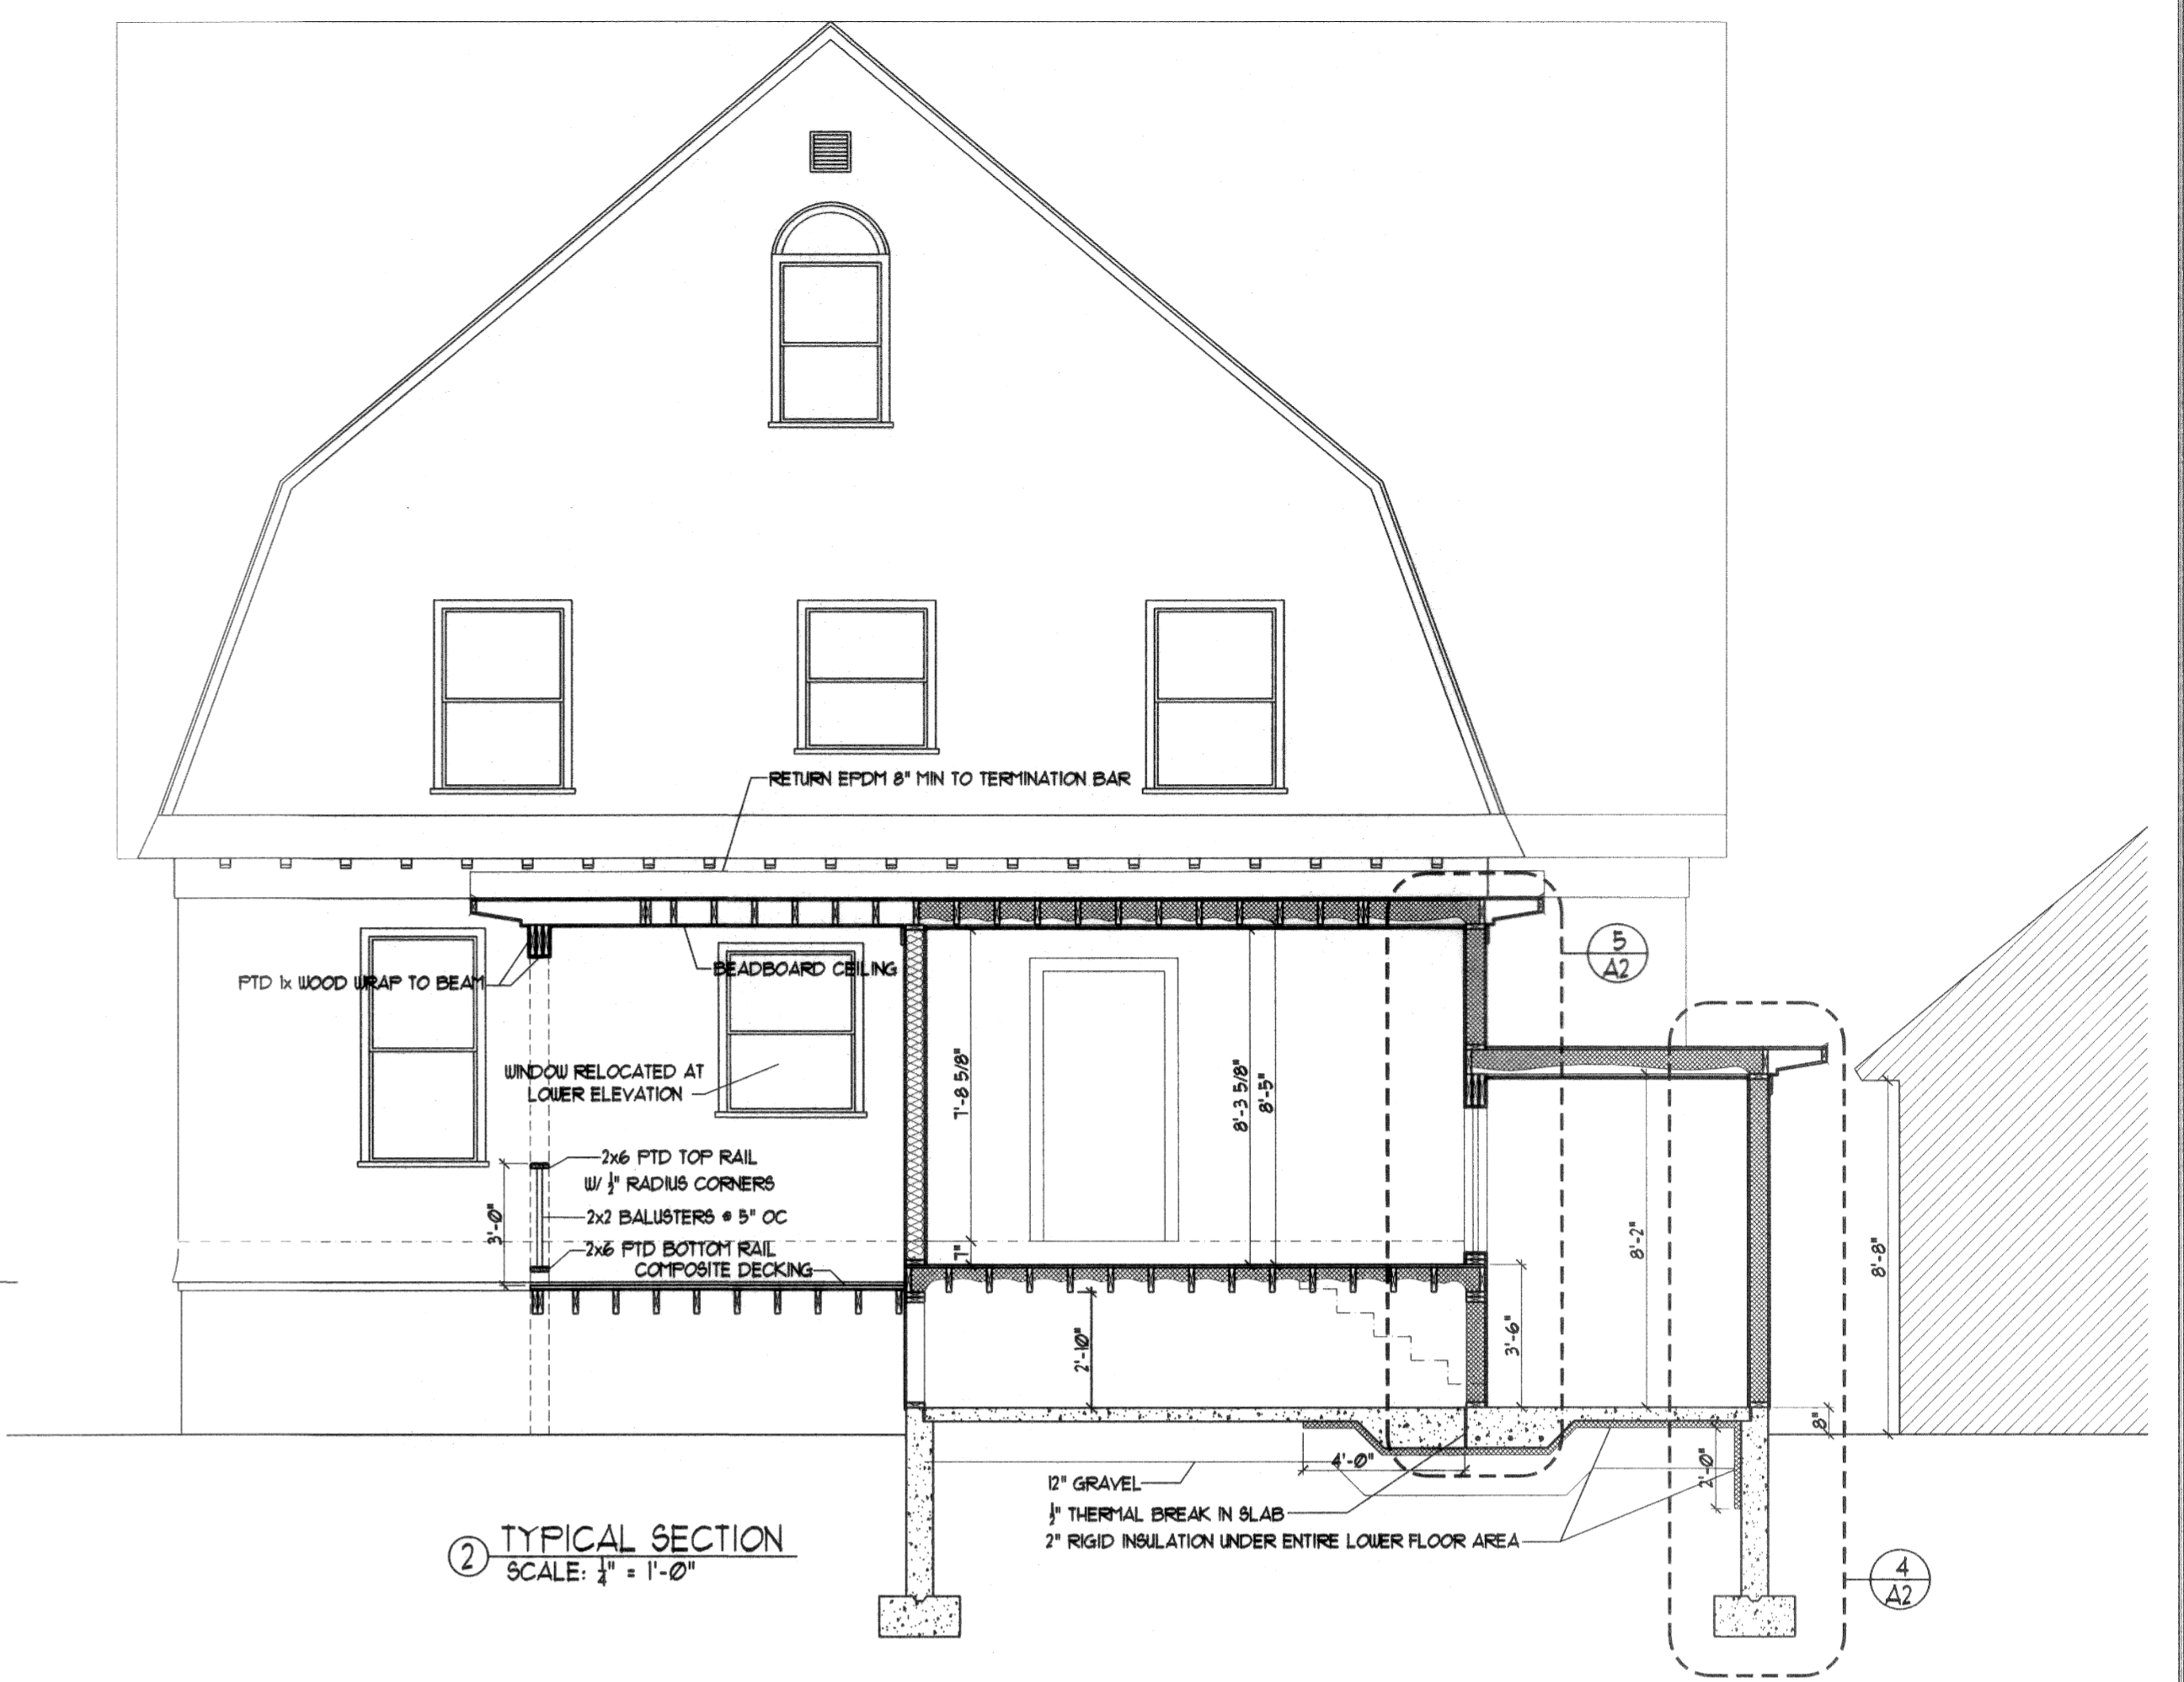 RETURN EPDM 8" MIN TO TERMINATION BAR
5
A2
BEADBOARD CEILING
PTD 1x WOOD WRAP TO BEAM
WINDOW RELOCATED AT
LOWER ELEVATION
7'-8 5/8"
8'-3 5/8"
8'-5"
2x6 PTD TOP RAIL
W/ ½" RADIUS CORNERS
2x2 BALUSTERS @ 5" OC
3'-0"
2x6 PTD BOTTOM RAIL
COMPOSITE DECKING
7"
8'-2"
8'-8"
2'-10"
3'-6"
8"
4'-0"
2'-0"
12" GRAVEL
½" THERMAL BREAK IN SLAB
2" RIGID INSULATION UNDER ENTIRE LOWER FLOOR AREA
2
TYPICAL SECTION
SCALE: ¼" = 1'-0"
4
A2